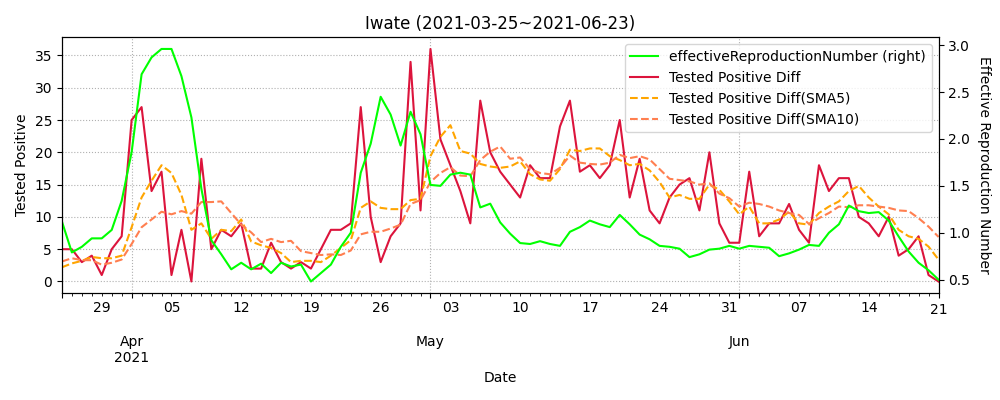 Iwate (2021-03-25~2021-06-23)
effectiveReproductionNumber (right)
Tested Positive Diff
Tested Positive Diff(SMA5)
Tested Positive Diff(SMA10)
Tested Positive
35
30
25
20
15
10
5
0
3.0
2.5
2.0
1.5
1.0
0.5
Effective Reproduction Number
29 05 12 19 26 03 10 17 24 31 07 14 21
Apr May Jun
2021
Date